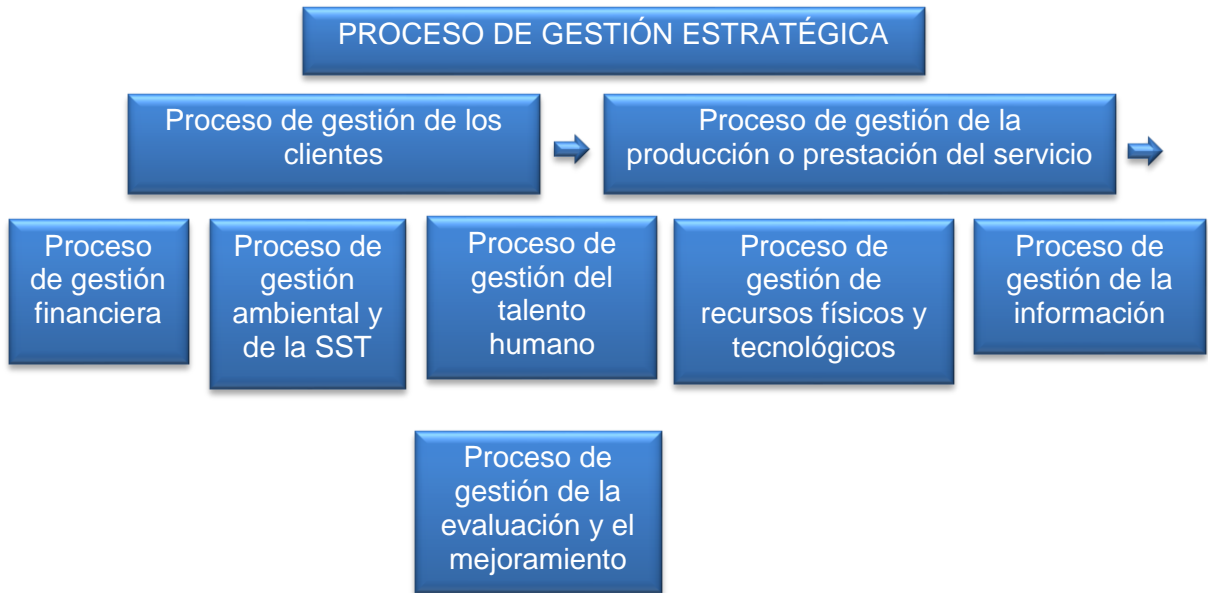 PROCESO DE GESTIÓN ESTRATÉGICA
Proceso de gestión de los
clientes
Proceso de gestión de la
producción o prestación del servicio
Proceso
de gestión
financiera
Proceso de
gestión
ambiental y
de la SST
Proceso de
gestión del
talento
humano
Proceso de
gestión de
recursos físicos y
tecnológicos
Proceso de
gestión de la
información
Proceso de
gestión de la
evaluación y el
mejoramiento